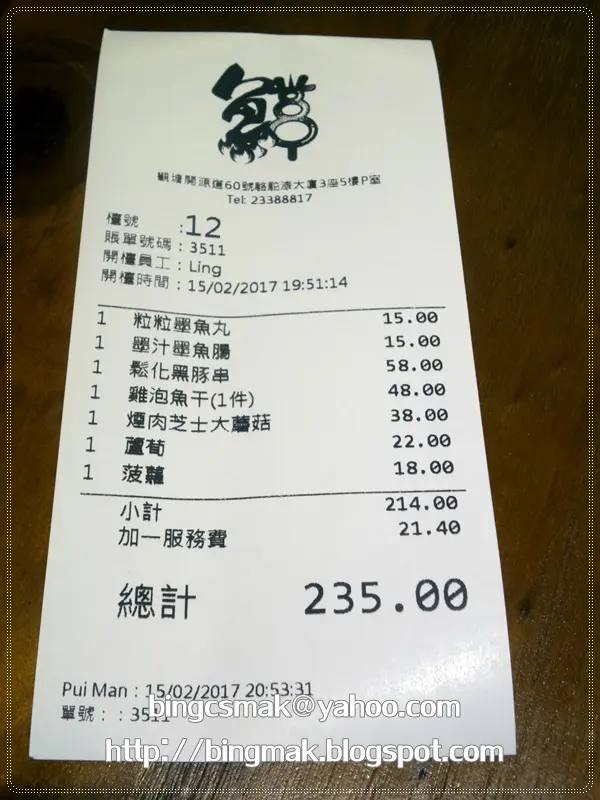 觀塘開源道60號駱駝漆大廈3座5樓P室
Tel: 23388817
檯號 :12
賬單號碼 : 3511
開檯員工 : Ling
開檯時間 : 15/02/2017 19:51:14
1 粒粒墨魚丸 15.00
1 墨汁墨魚腸 15.00
1 鬆化黑豚串 58.00
1 雞泡魚干(1件) 48.00
1 煙肉芝士大蘑菇 38.00
1 蘆荀 22.00
1 菠蘿 18.00
小計 214.00
加一服務費 21.40
總計 235.00
Pui Man : 15/02/2017 20:53:31
單號 : : 3511
bingcsmak@yahoo.com
http://bingmak.blogspot.com